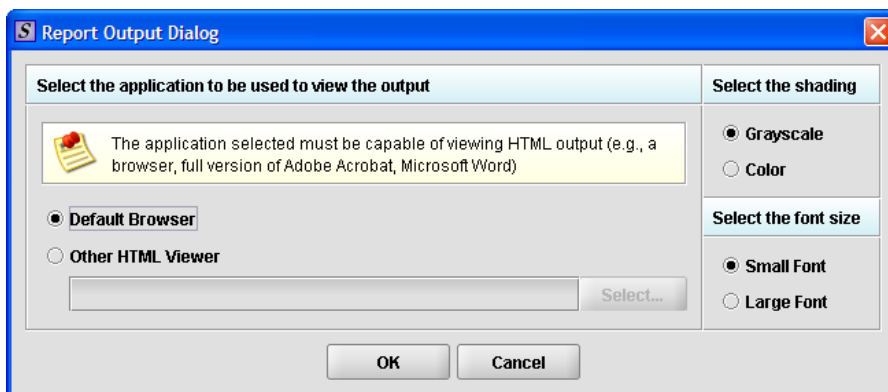 S Report Output Dialog
Select the application to be used to view the output
The application selected must be capable of viewing HTML output (e.g., a
browser, full version of Adobe Acrobat, Microsoft Word)
Default Browser
Other HTML Viewer
Select...
Select the shading
Grayscale
Color
Select the font size
Small Font
Large Font
OK
Cancel